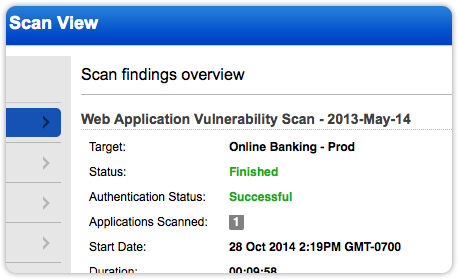 Scan View
Scan findings overview
Web Application Vulnerability Scan - 2013-May-14
Target: Online Banking - Prod
Status: Finished
Authentication Status: Successful
Applications Scanned: 1
Start Date: 28 Oct 2014 2:19PM GMT-0700
Duration: 00:09:58